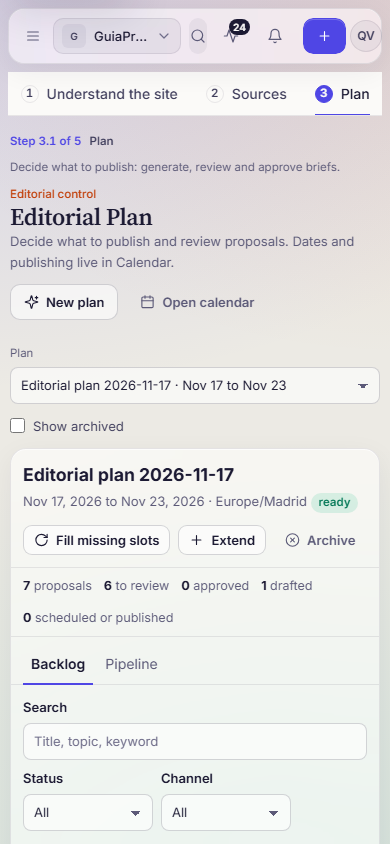 G GuiaPr... 24 QV
1 Understand the site 2 Sources 3 Plan
Step 3.1 of 5 Plan
Decide what to publish: generate, review and approve briefs.
Editorial control
Editorial Plan
Decide what to publish and review proposals. Dates and
publishing live in Calendar.
New plan Open calendar
Plan
Editorial plan 2026-11-17 · Nov 17 to Nov 23
Show archived
Editorial plan 2026-11-17
Nov 17, 2026 to Nov 23, 2026 · Europe/Madrid ready
Fill missing slots Extend Archive
7 proposals 6 to review 0 approved 1 drafted
0 scheduled or published
Backlog Pipeline
Search
Title, topic, keyword
Status Channel
All All